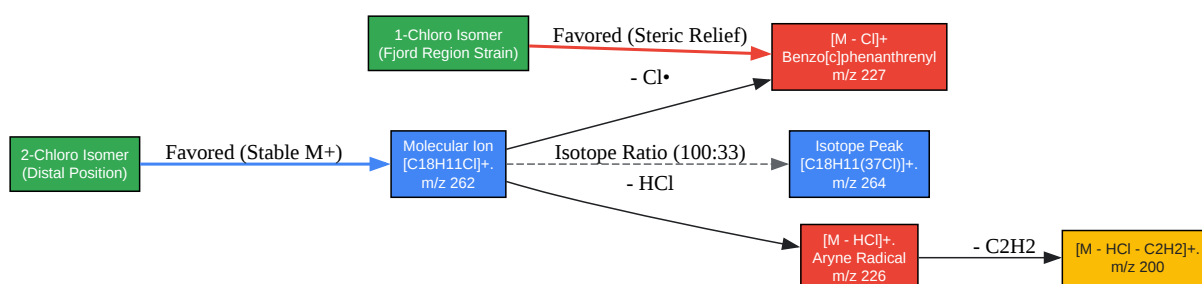 1-Chloro Isomer
(Fjord Region Strain)
Favored (Steric Relief)
[M - Cl]+
Benzo[c]phenanthrenyl
m/z 227
- Cl•
2-Chloro Isomer
(Distal Position)
Favored (Stable M+)
Molecular Ion
[C18H11Cl]+.
m/z 262
Isotope Ratio (100:33)
Isotope Peak
[C18H11(37Cl)]+.
m/z 264
- HCl
[M - HCl]+.
Aryne Radical
m/z 226
- C2H2
[M - HCl - C2H2]+.
m/z 200